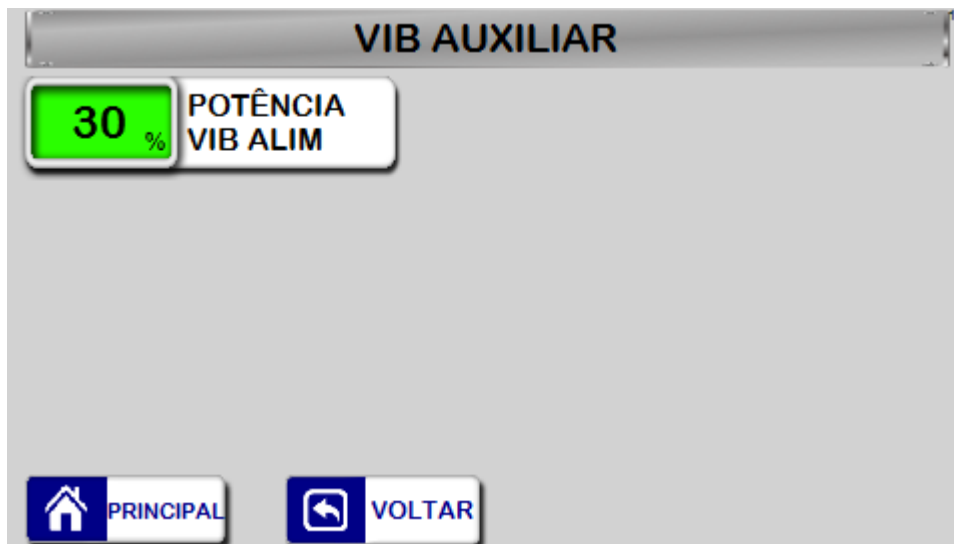 VIB AUXILIAR
30 %
POTÊNCIA
VIB ALIM
PRINCIPAL
VOLTAR